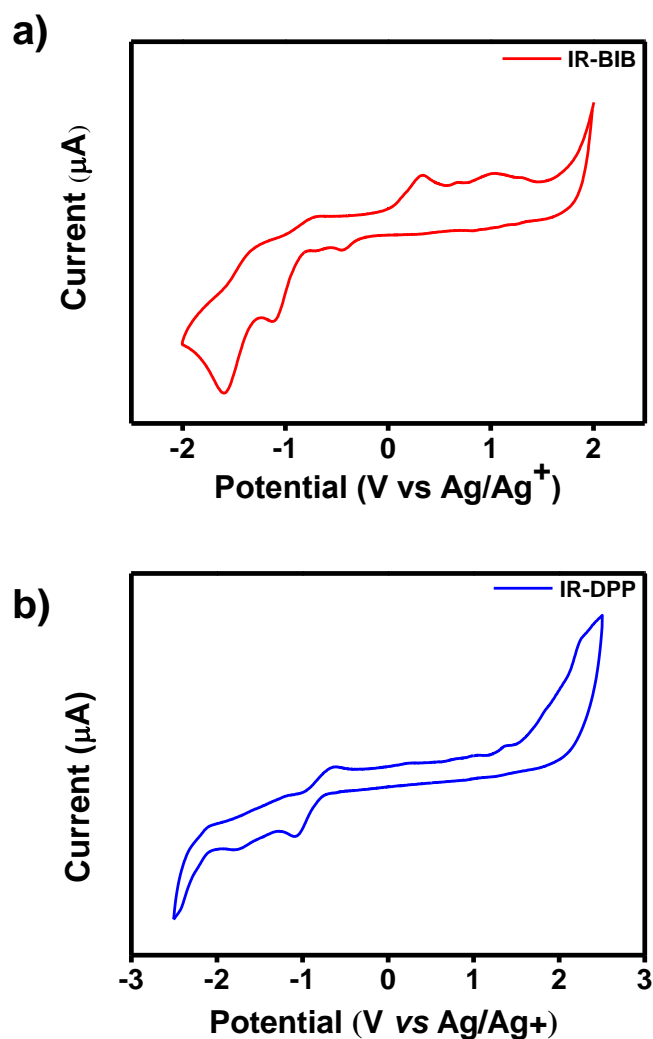 a)
IR-BIB
Current (μA)
-2 -1 0 1 2
Potential (V vs Ag/Ag⁺)
b)
IR-DPP
Current (μA)
-3 -2 -1 0 1 2 3
Potential (V vs Ag/Ag+)